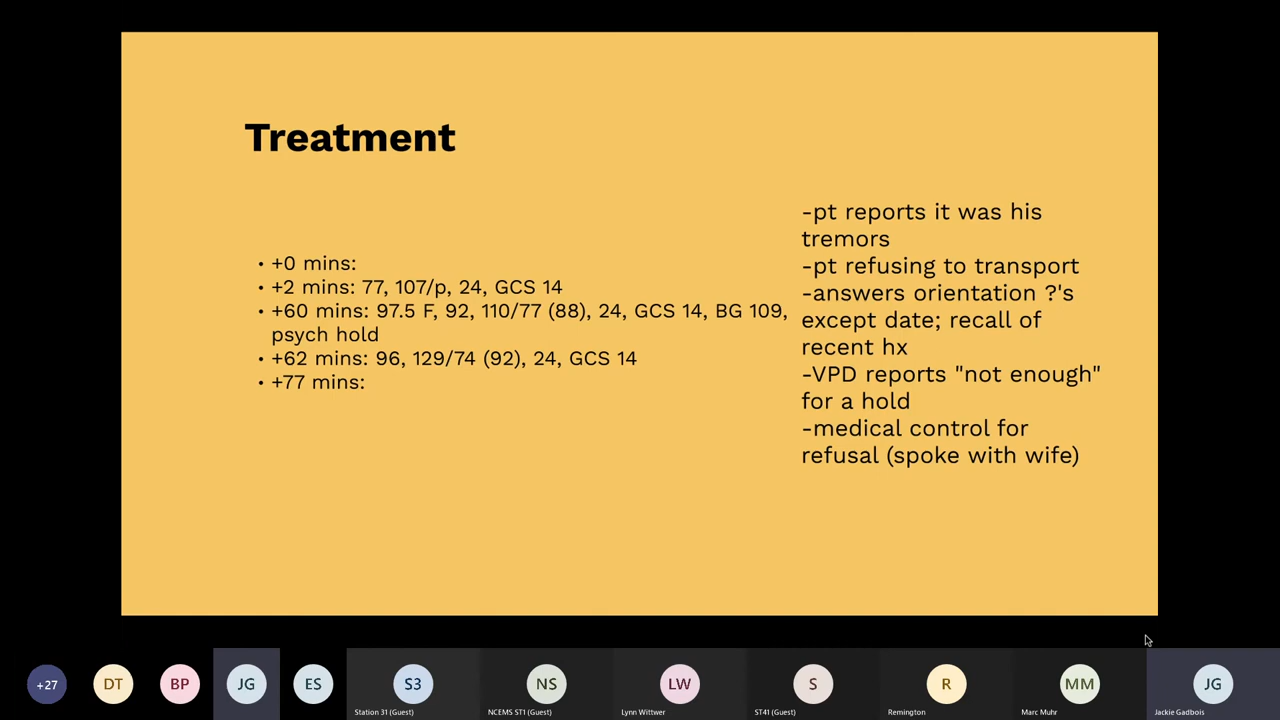 Treatment
• +0 mins:
• +2 mins: 77, 107/p, 24, GCS 14
• +60 mins: 97.5 F, 92, 110/77 (88), 24, GCS 14, BG 109,
psych hold
• +62 mins: 96, 129/74 (92), 24, GCS 14
• +77 mins:
-pt reports it was his
tremors
-pt refusing to transport
-answers orientation ?'s
except date; recall of
recent hx
-VPD reports "not enough"
for a hold
-medical control for
refusal (spoke with wife)
+27
DT
BP
JG
ES
S3
Station 31 (Guest)
NS
NCEMS ST1 (Guest)
LW
Lynn Wittwer
S
ST41 (Guest)
R
Remington
MM
Marc Muhr
JG
Jackie Gadbois